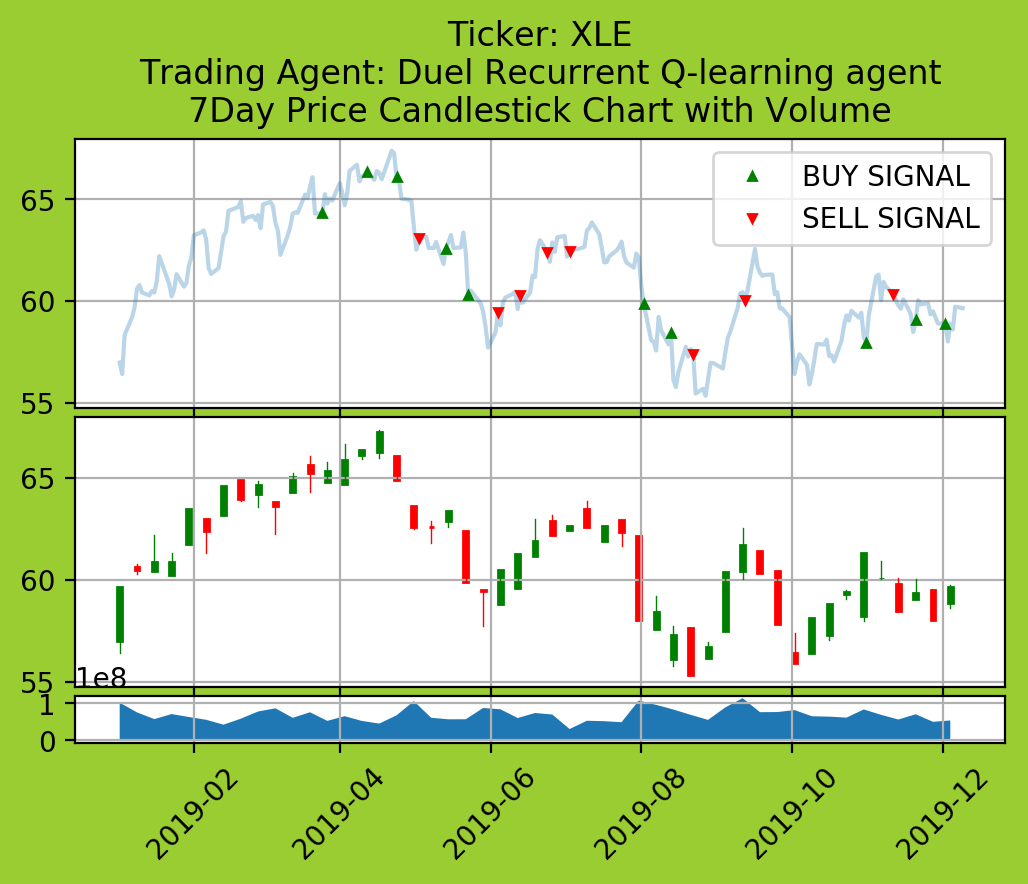 Ticker: XLE
Trading Agent: Duel Recurrent Q-learning agent
7Day Price Candlestick Chart with Volume
BUY SIGNAL
SELL SIGNAL
65
60
55
65
60
55
1e8
1
0
2019-02
2019-04
2019-06
2019-08
2019-10
2019-12